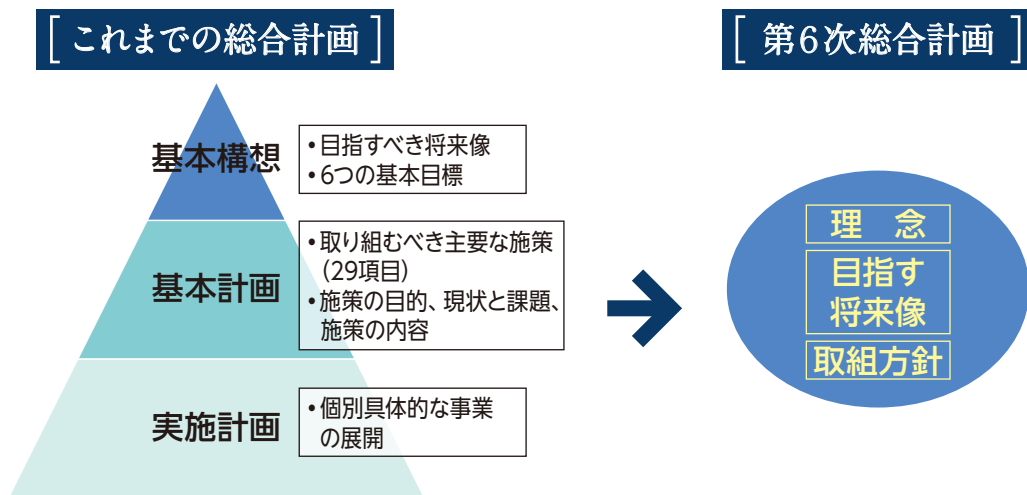 [これまでの総合計画]
基本構想
•目指すべき将来像
•6つの基本目標
基本計画
•取り組むべき主要な施策
(29項目)
•施策の目的、現状と課題、
施策の内容
実施計画
•個別具体的な事業
の展開
[第6次総合計画]
理　念
目指す
将来像
取組方針